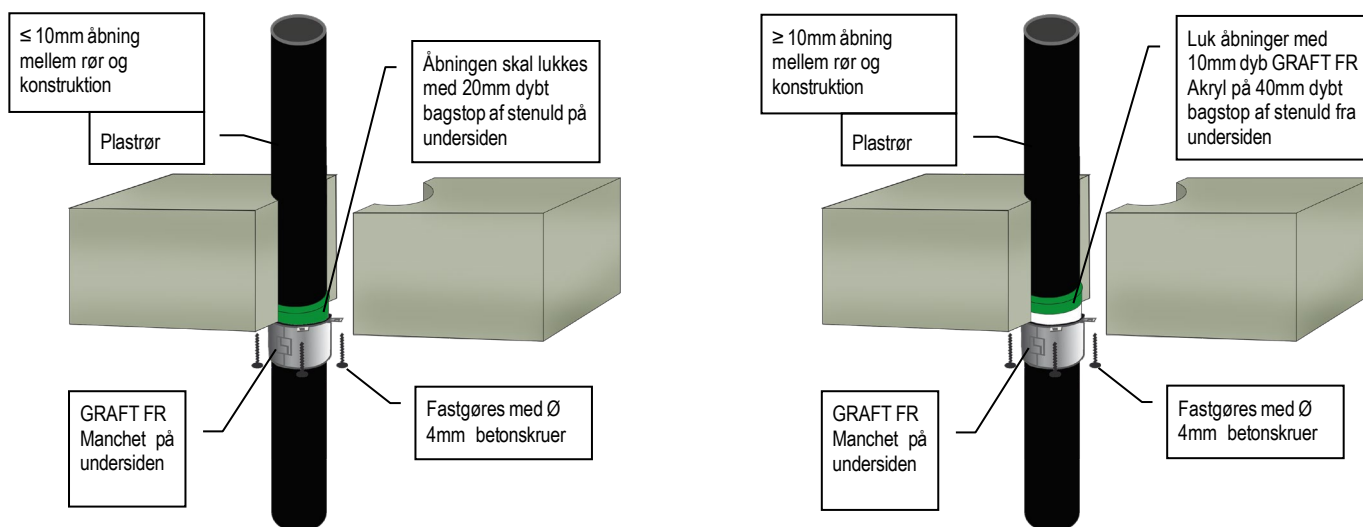 ≤ 10mm åbning
mellem rør og
konstruktion
Plastrør
Åbningen skal lukkes
med 20mm dybt
bagstop af stenuld på
undersiden
GRAFT FR
Manchet på
undersiden
Fastgøres med Ø
4mm betonskruer
≥ 10mm åbning
mellem rør og
konstruktion
Plastrør
Luk åbninger med
10mm dyb GRAFT FR
Akryl på 40mm dybt
bagstop af stenuld fra
undersiden
GRAFT FR
Manchet på
undersiden
Fastgøres med Ø
4mm betonskruer